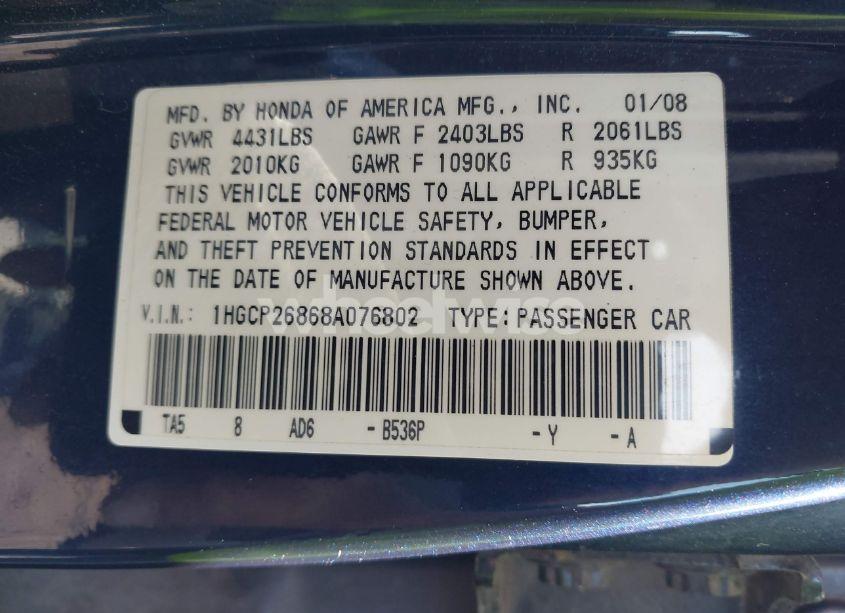 MFD. BY HONDA OF AMERICA MFG., INC. 01/08
GVWR 4431LBS GAWR F 2403LBS R 2061LBS
GVWR 2010KG GAWR F 1090KG R 935KG
THIS VEHICLE CONFORMS TO ALL APPLICABLE
FEDERAL MOTOR VEHICLE SAFETY, BUMPER,
AND THEFT PREVENTION STANDARDS IN EFFECT
ON THE DATE OF MANUFACTURE SHOWN ABOVE.
wheelwise
V.I.N.: 1HGCP26868A076802 TYPE: PASSENGER CAR
TA5 8 AD6 -B536P -Y -A